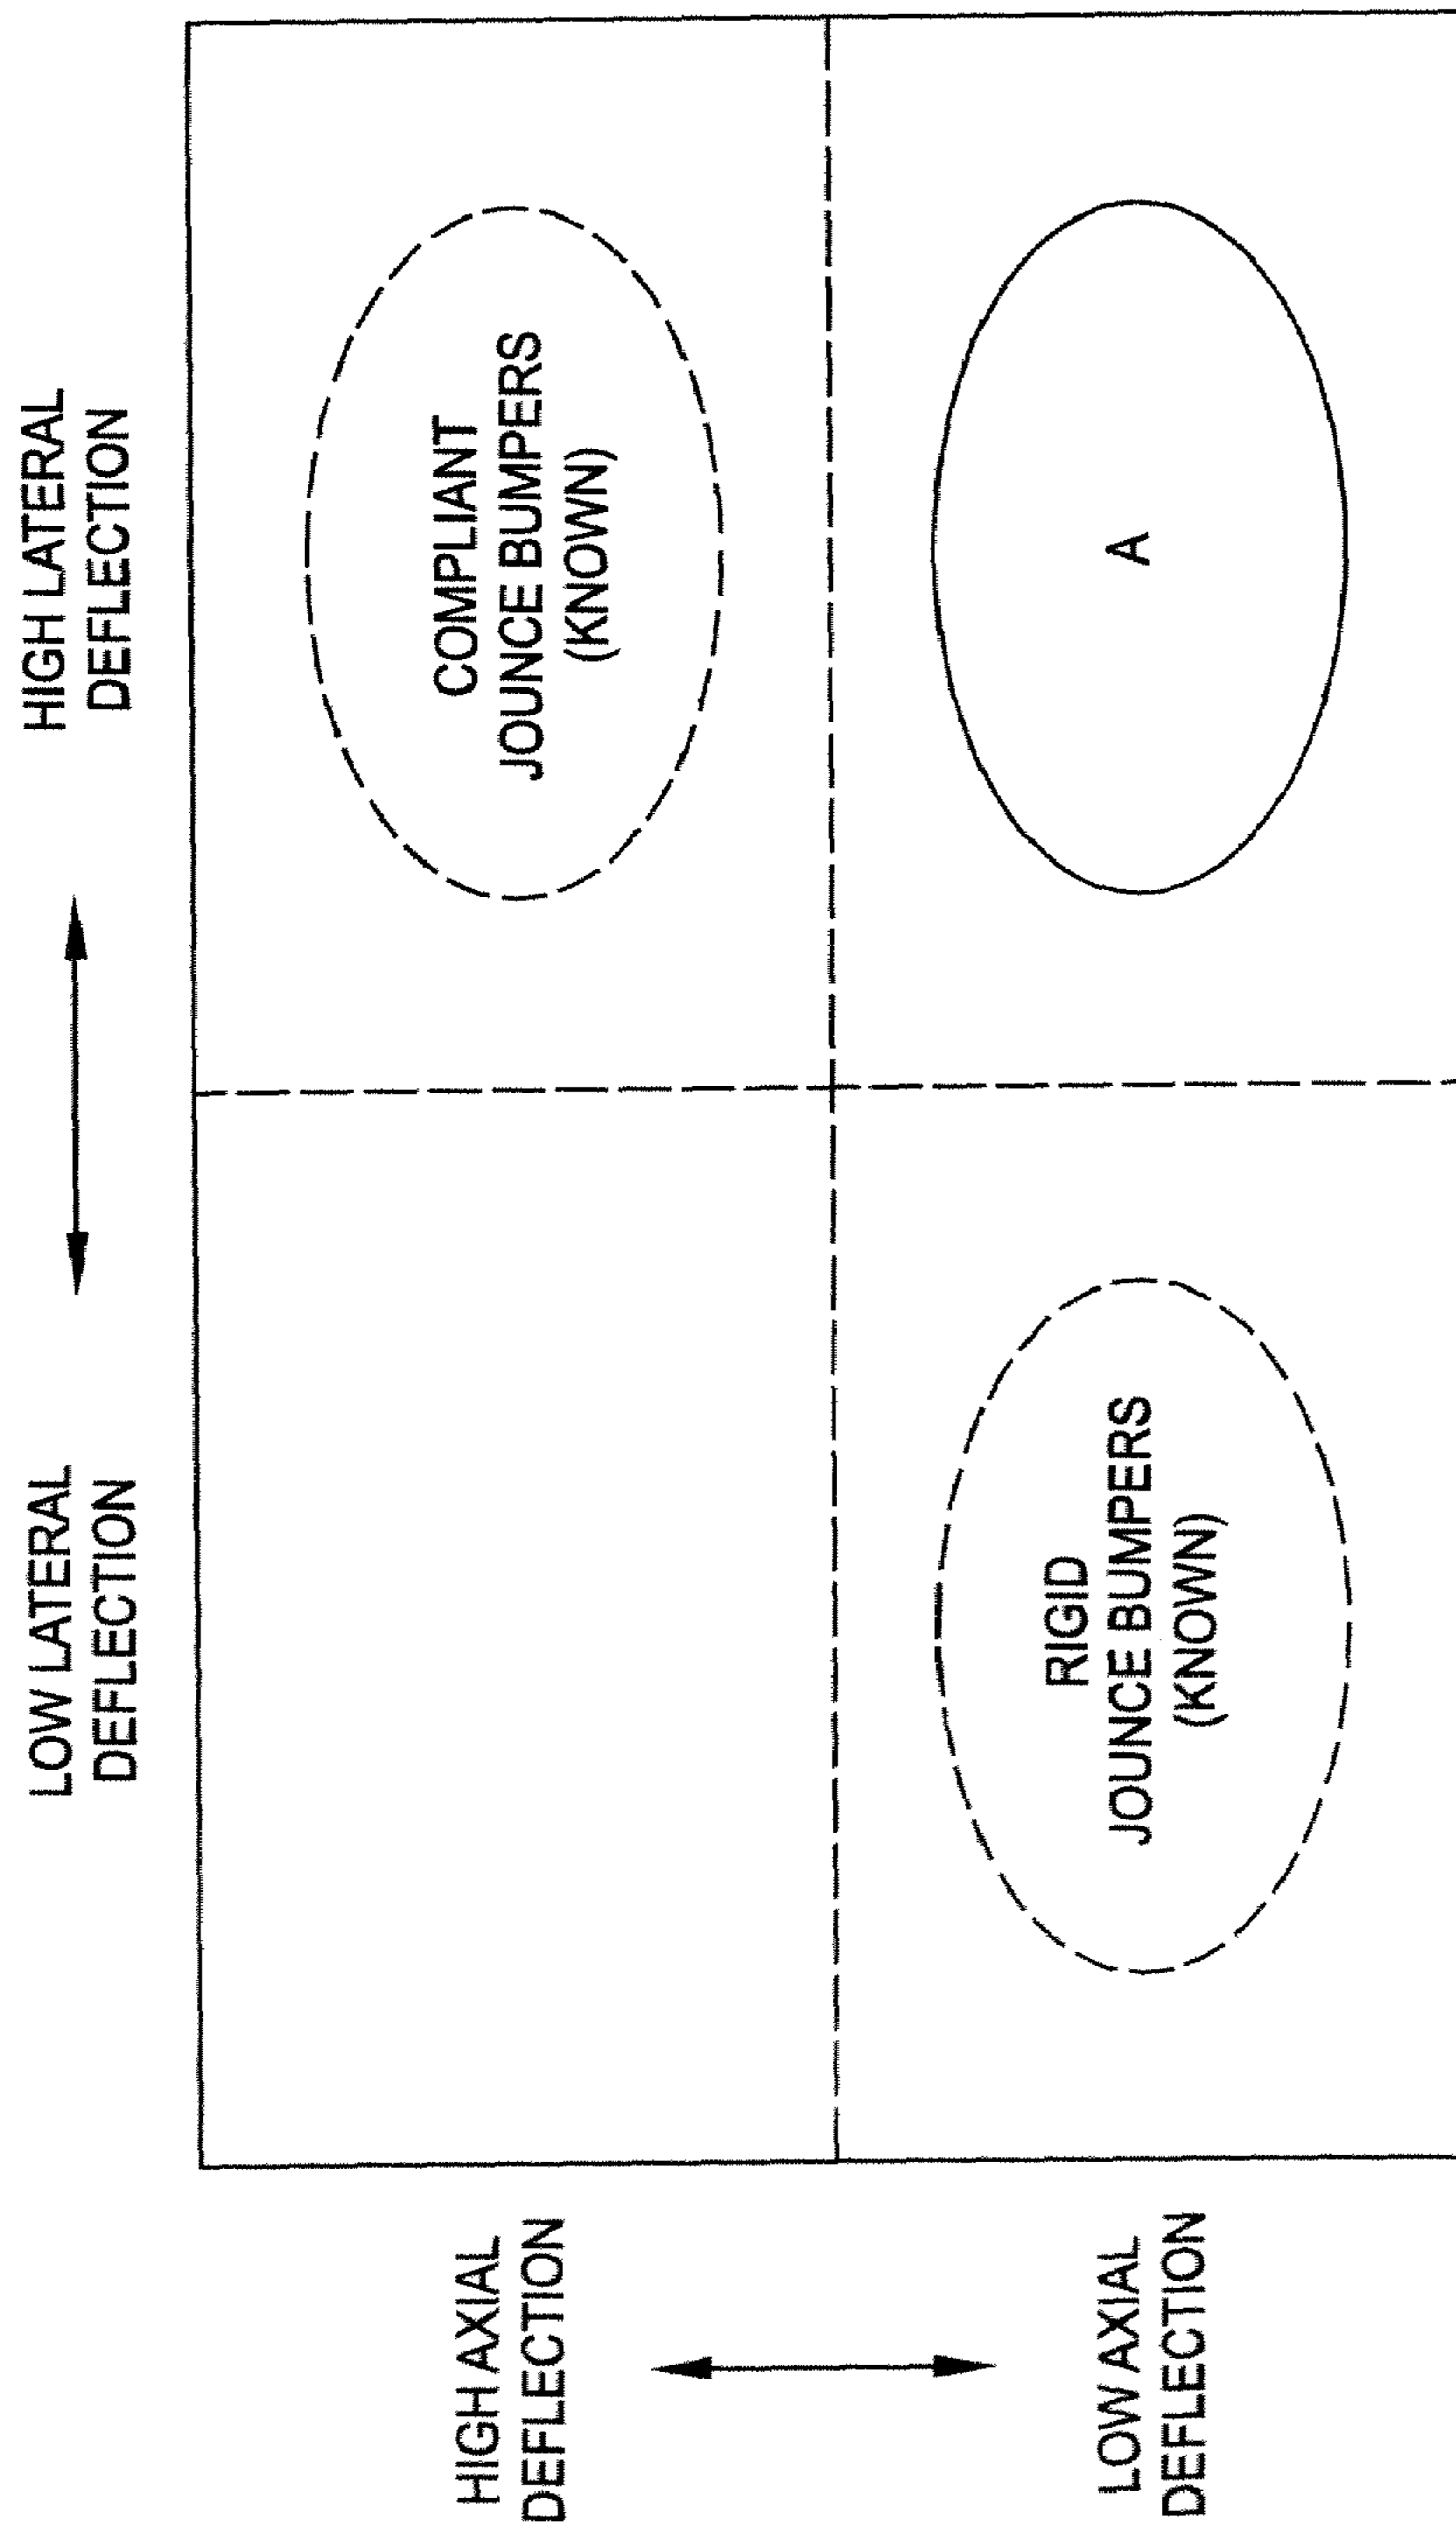 LOW LATERAL
DEFLECTION
HIGH LATERAL
DEFLECTION
HIGH AXIAL
DEFLECTION
COMPLIANT
JOUNCE BUMPERS
(KNOWN)
LOW AXIAL
DEFLECTION
RIGID
JOUNCE BUMPERS
(KNOWN)
A